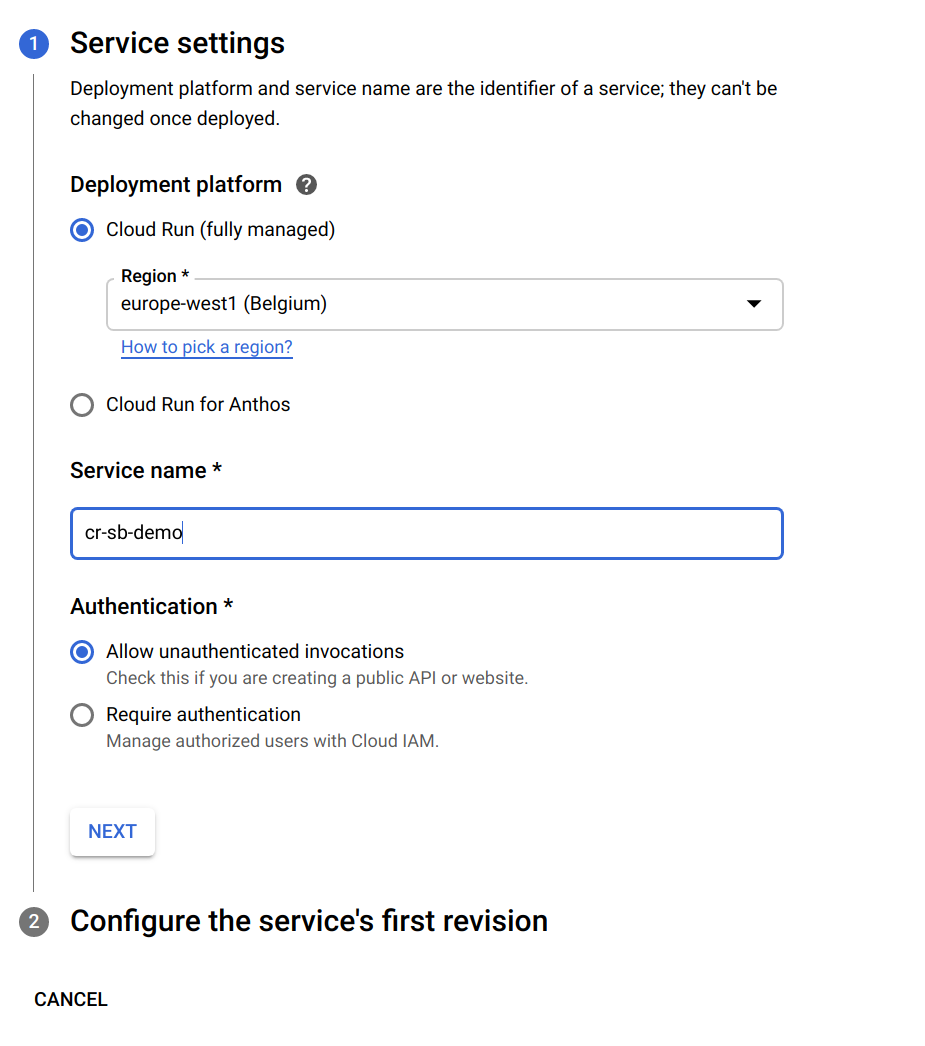 1 Service settings
Deployment platform and service name are the identifier of a service; they can't be
changed once deployed.
Deployment platform ?
Cloud Run (fully managed)
Region *
europe-west1 (Belgium)
How to pick a region?
Cloud Run for Anthos
Service name *
cr-sb-demo
Authentication *
Allow unauthenticated invocations
Check this if you are creating a public API or website.
Require authentication
Manage authorized users with Cloud IAM.
NEXT
2 Configure the service's first revision
CANCEL